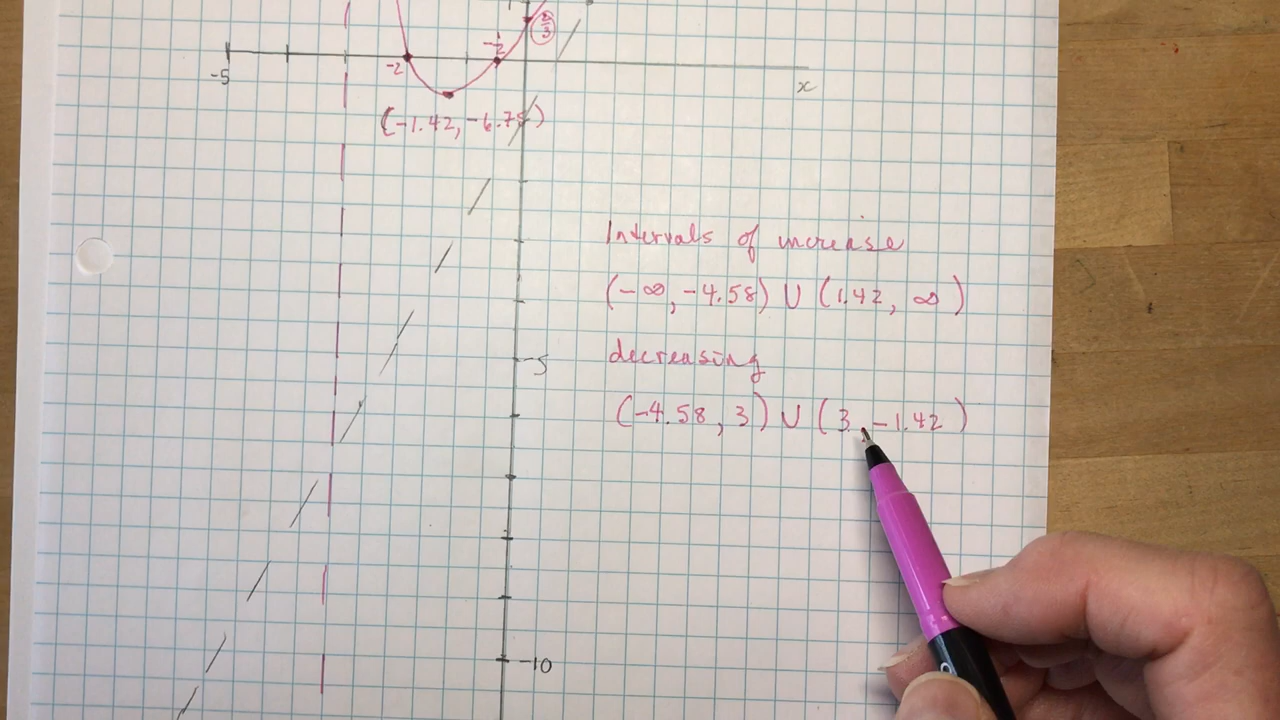 2/3
-1/2
-2
-5
x
(-1.42, -6.75)
Intervals of increase
(-∞, -4.58) ∪ (1.42, ∞)
-5
decreasing
(-4.58, 3) ∪ (3, -1.42)
-10